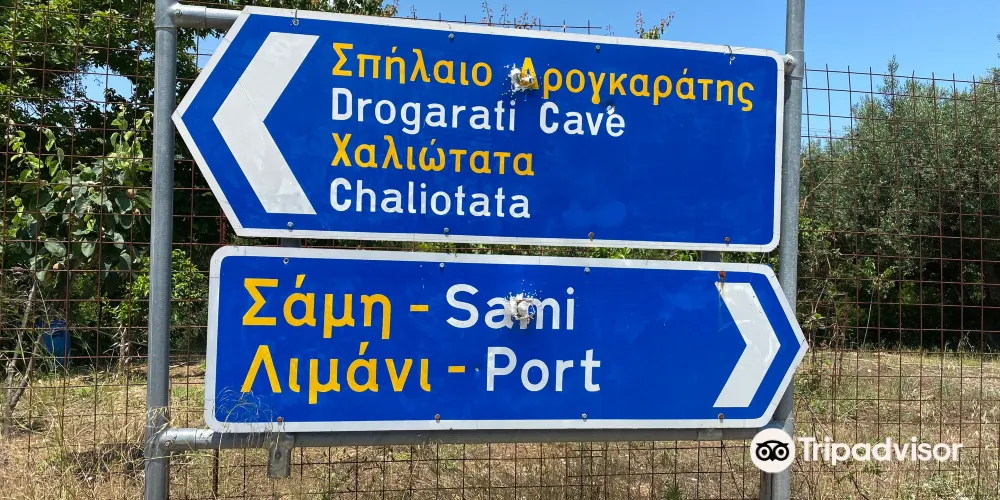 Σπήλαιο Δρογκαράτης
Drogarati Cave
Χαλιώτατα
Chaliotata
Σάμη - Sami
Λιμάνι - Port
Tripadvisor